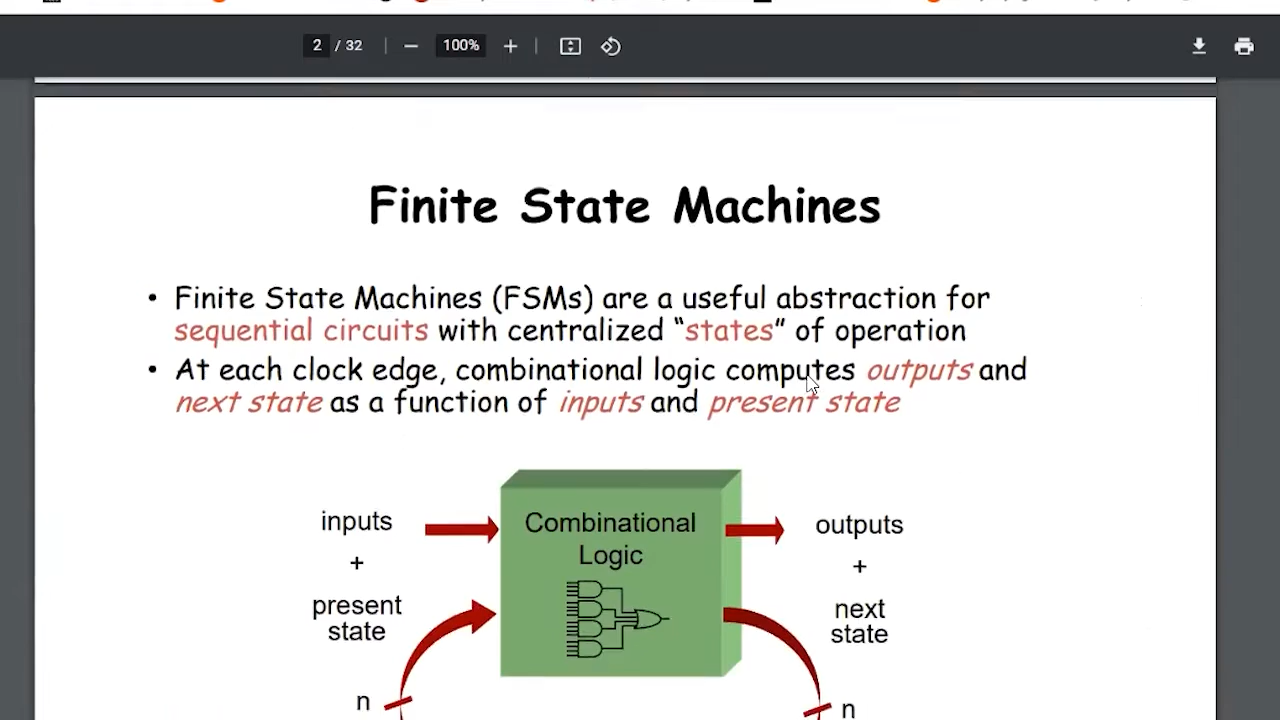 2 / 32
100%
Finite State Machines
• Finite State Machines (FSMs) are a useful abstraction for
sequential circuits with centralized “states” of operation
• At each clock edge, combinational logic computes outputs and
next state as a function of inputs and present state
inputs
+
present
state
n
Combinational
Logic
outputs
+
next
state
n